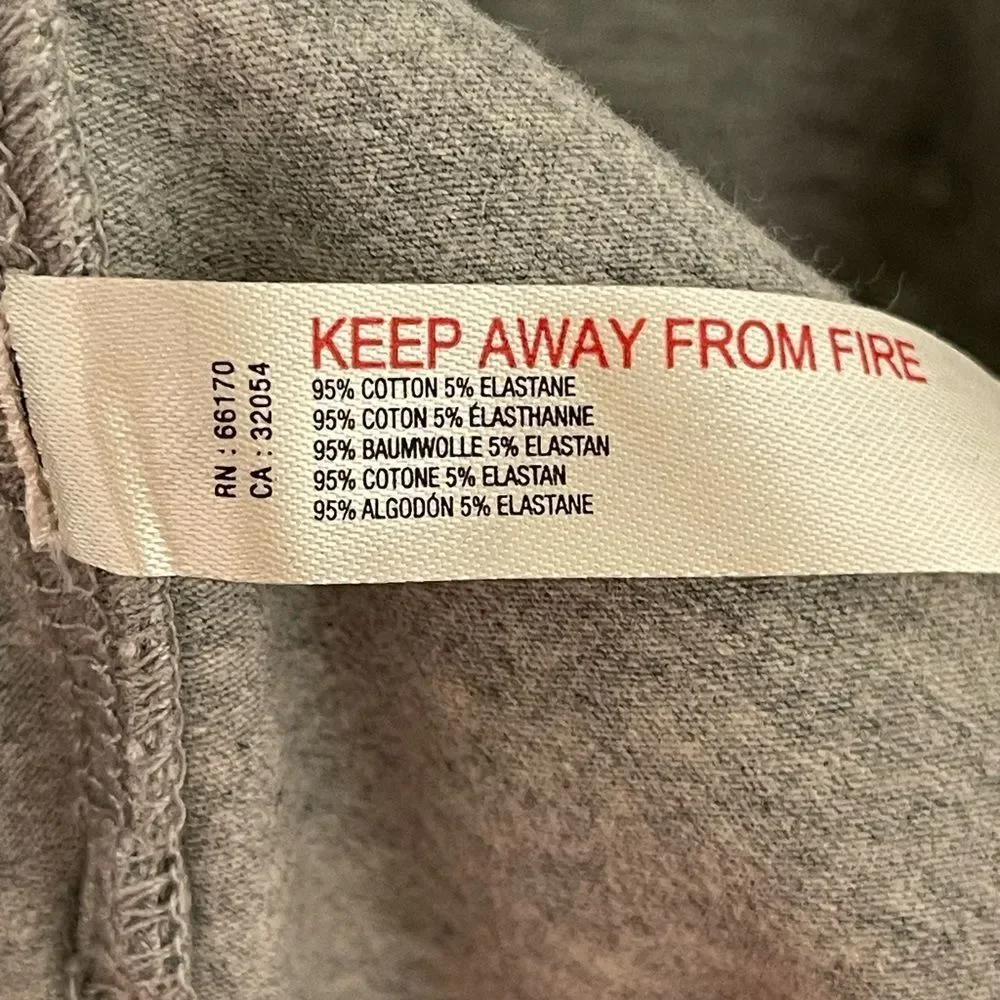 RN : 66170
CA : 32054
KEEP AWAY FROM FIRE
95% COTTON 5% ELASTANE
95% COTON 5% ÉLASTHANNE
95% BAUMWOLLE 5% ELASTAN
95% COTONE 5% ELASTAN
95% ALGODÓN 5% ELASTANE